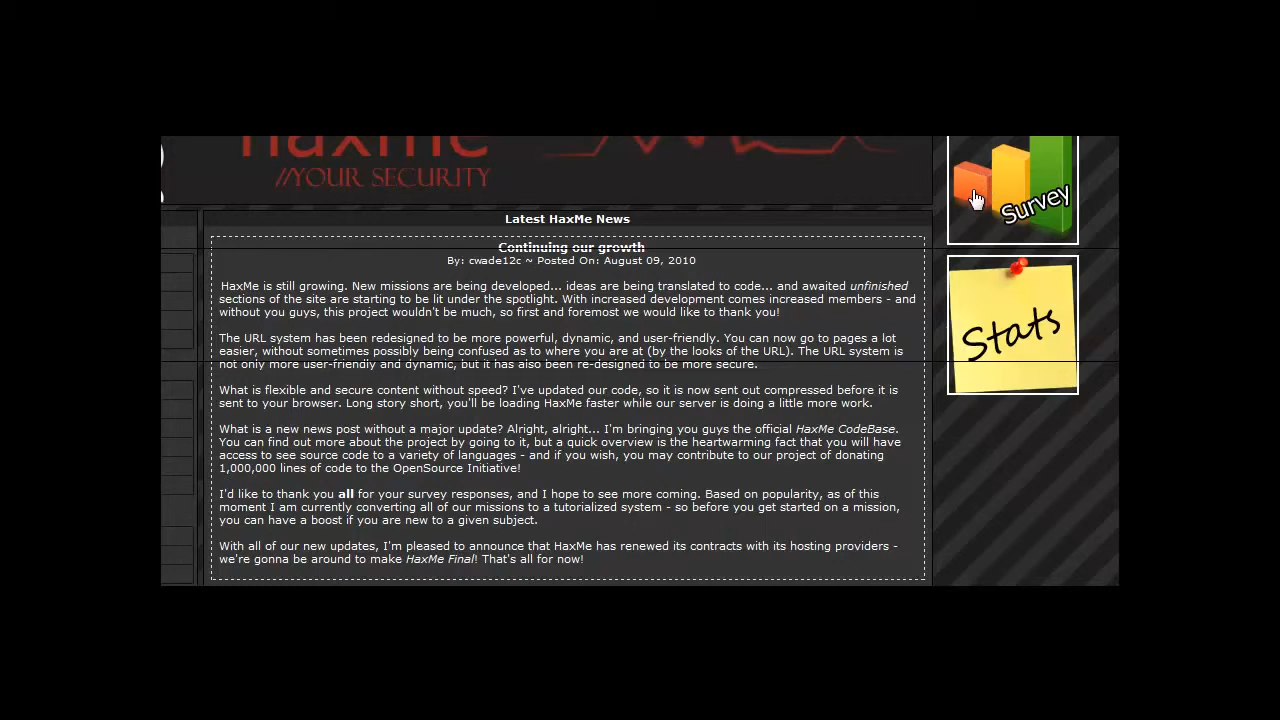 haxme
//YOUR SECURITY
Survey
Latest HaxMe News
Continuing our growth
By: cwade12c ~ Posted On: August 09, 2010
HaxMe is still growing. New missions are being developed... ideas are being translated to code... and awaited unfinished
sections of the site are starting to be lit under the spotlight. With increased development comes increased members - and
without you guys, this project wouldn't be much, so first and foremost we would like to thank you!
Stats
The URL system has been redesigned to be more powerful, dynamic, and user-friendly. You can now go to pages a lot
easier, without sometimes possibly being confused as to where you are at (by the looks of the URL). The URL system is
not only more user-friendly and dynamic, but it has also been re-designed to be more secure.
What is flexible and secure content without speed? I've updated our code, so it is now sent out compressed before it is
sent to your browser. Long story short, you'll be loading HaxMe faster while our server is doing a little more work.
What is a new news post without a major update? Alright, alright... I'm bringing you guys the official HaxMe CodeBase.
You can find out more about the project by going to it, but a quick overview is the heartwarming fact that you will have
access to see source code to a variety of languages - and if you wish, you may contribute to our project of donating
1,000,000 lines of code to the OpenSource Initiative!
I'd like to thank you all for your survey responses, and I hope to see more coming. Based on popularity, as of this
moment I am currently converting all of our missions to a tutorialized system - so before you get started on a mission,
you can have a boost if you are new to a given subject.
With all of our new updates, I'm pleased to announce that HaxMe has renewed its contracts with its hosting providers -
we're gonna be around to make HaxMe Final! That's all for now!